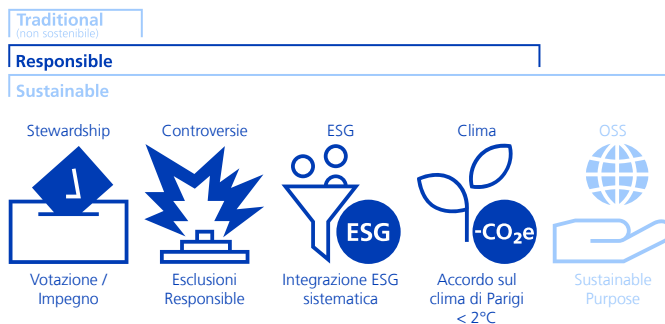 Traditional
(non sostenibile)
Responsible
Sustainable
Stewardship
Controversie
ESG
Clima
OSS
ESG
-CO₂e
Votazione /
Impegno
Esclusioni
Responsible
Integrazione ESG
sistematica
Accordo sul
clima di Parigi
< 2°C
Sustainable
Purpose